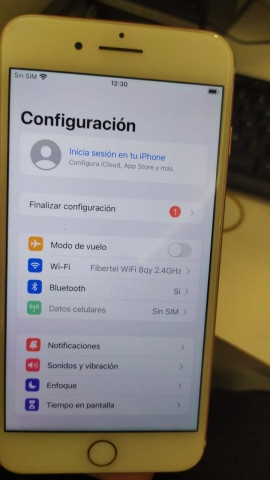 Sin SIM
12:30
Configuración
Inicia sesión en tu iPhone
Configura iCloud, App Store y más.
Finalizar configuración 1
Modo de vuelo
Wi-Fi Fibertel WiFi 8qy 2.4GHz
Bluetooth Sí
Datos celulares Sin SIM
Notificaciones
Sonidos y vibración
Enfoque
Tiempo en pantalla